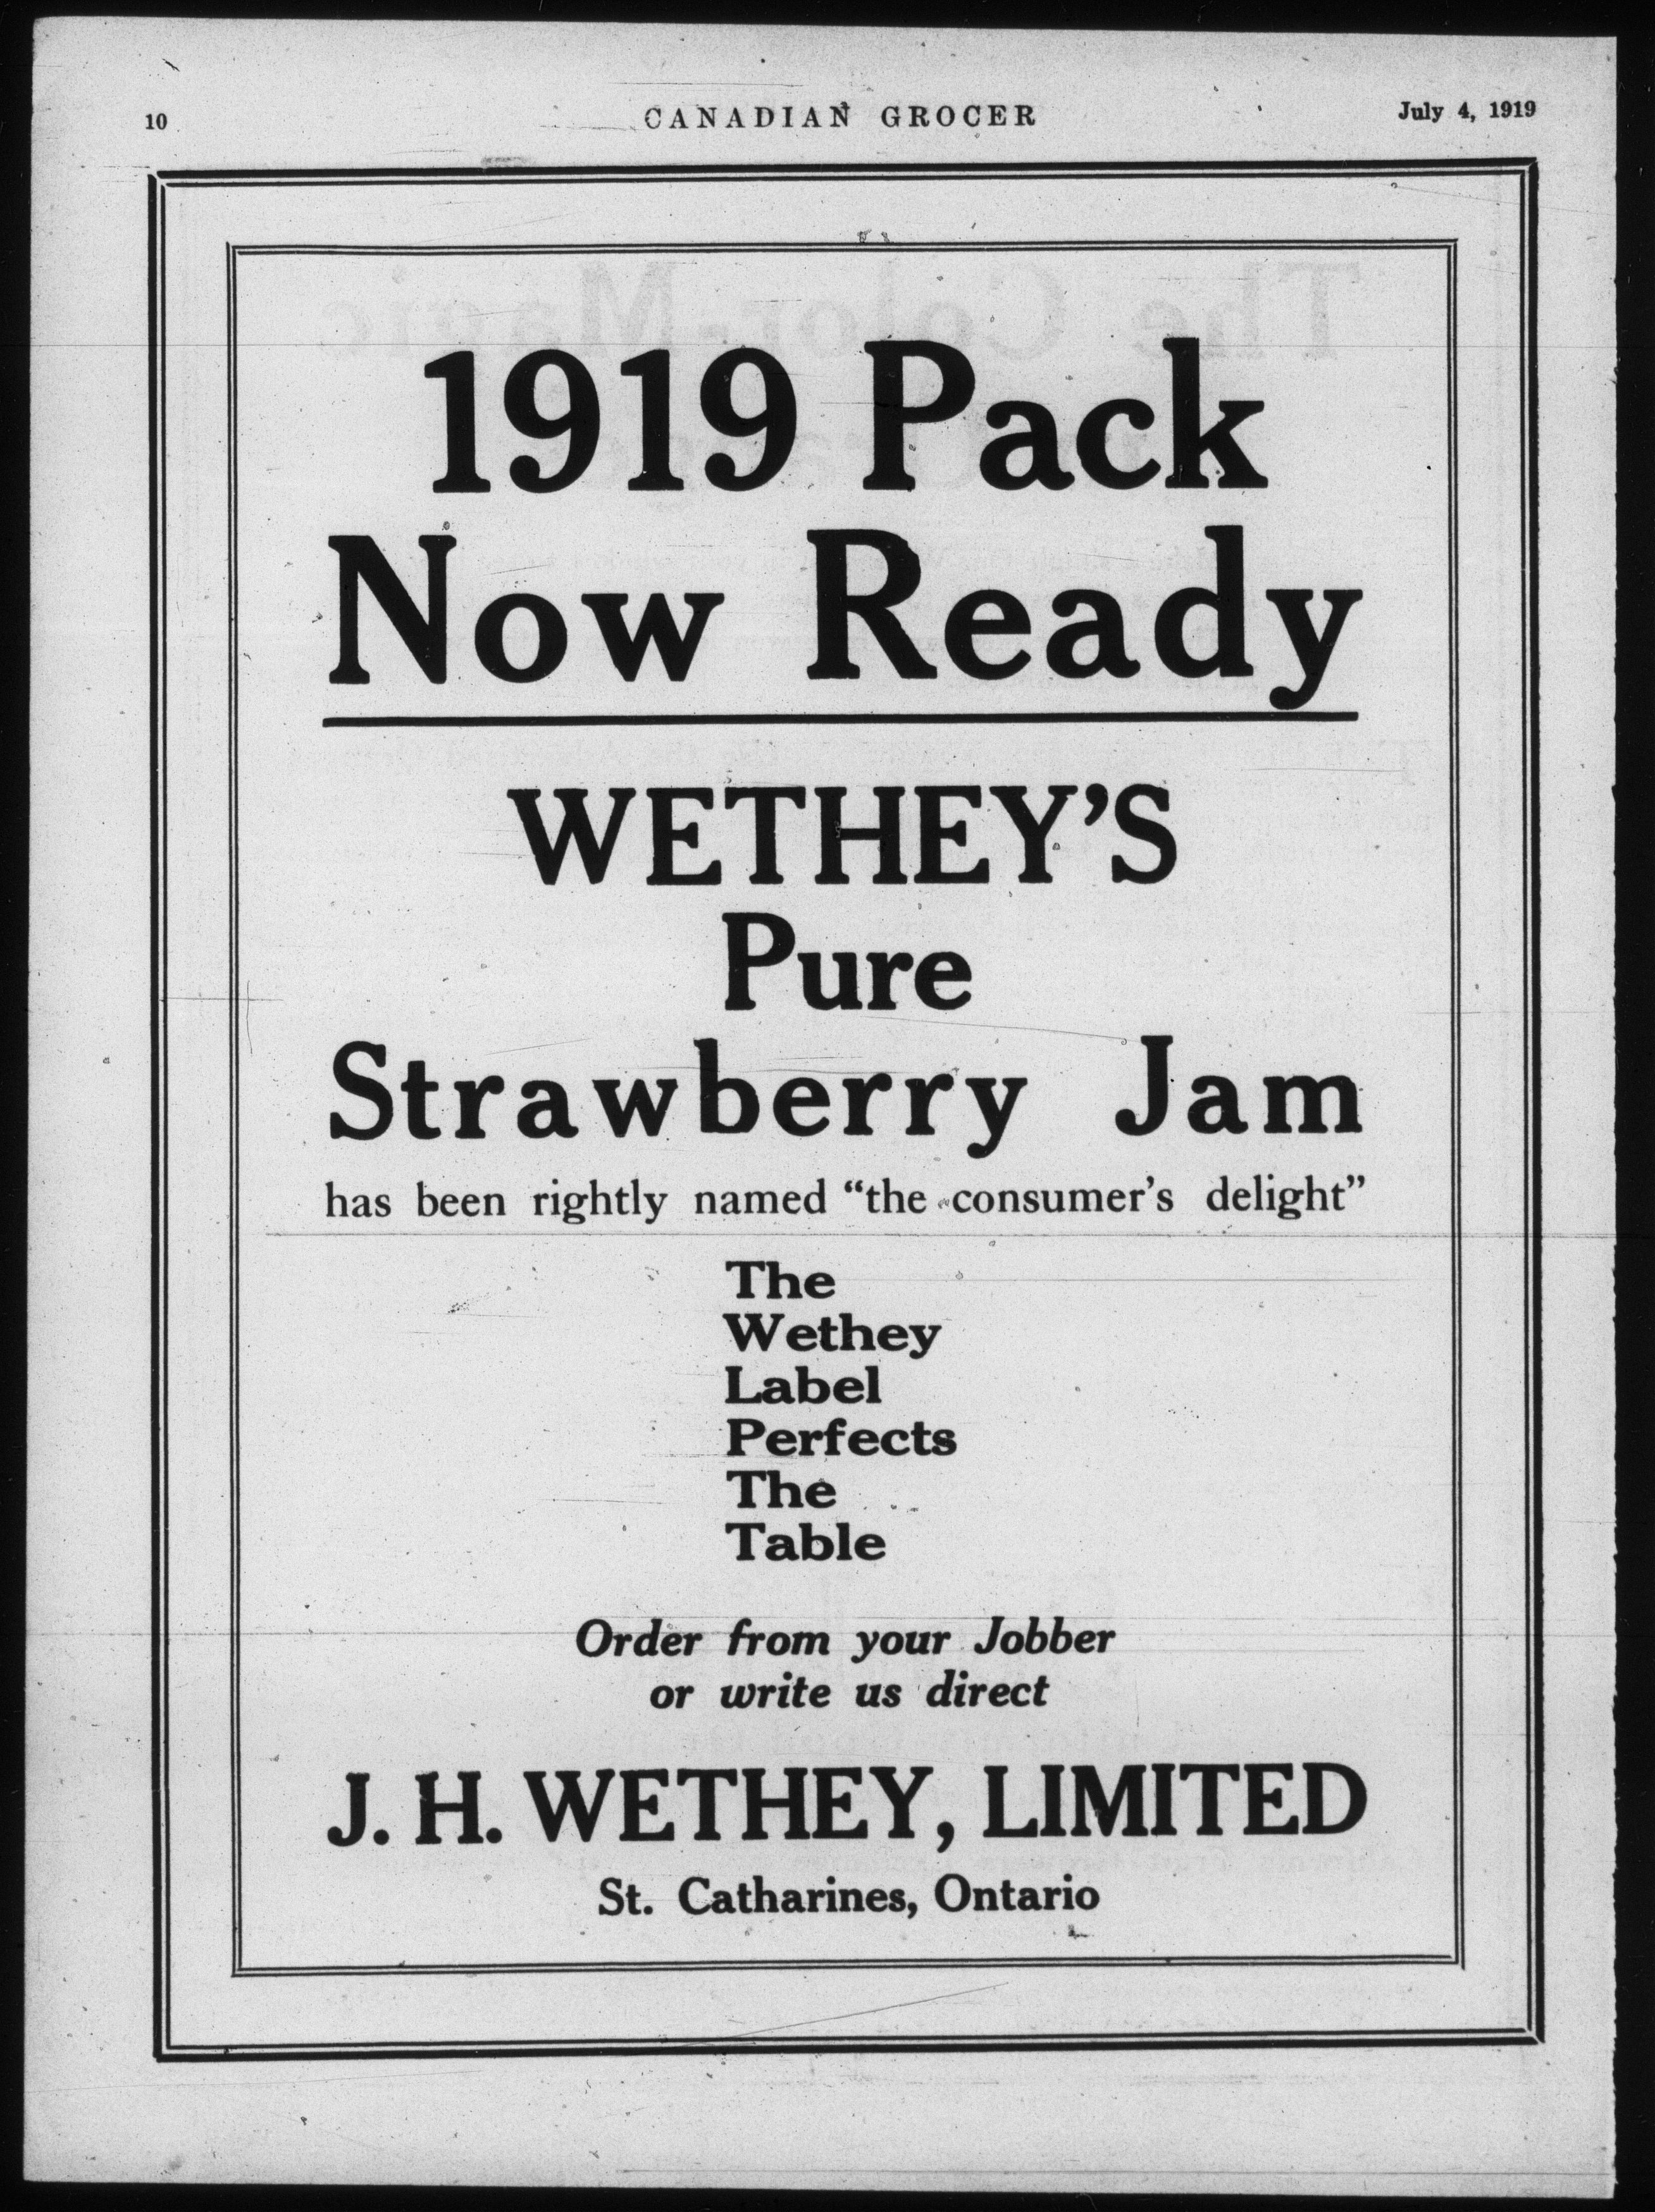 10
CANADIAN GROCER
July 4, 1919
1919 Pack
Now Ready
WETHEY'S
Pure
Strawberry Jam
has been rightly named “the consumer's delight”
The
Wethey
Label
Perfects
The
Table
Order from your Jobber
or write us direct
J. H. WETHEY, LIMITED
St. Catharines, Ontario